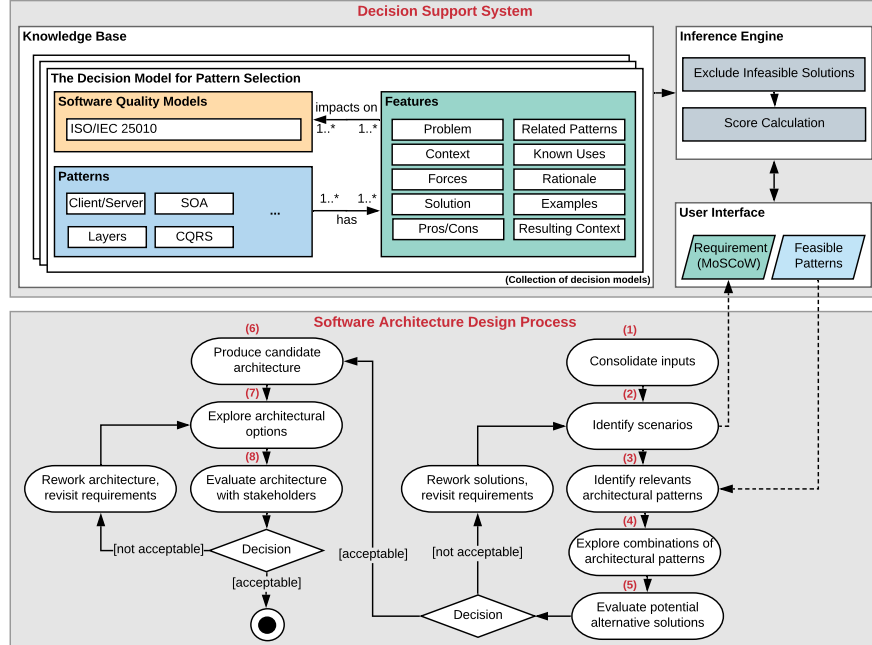 Decision Support System
Knowledge Base
The Decision Model for Pattern Selection
Software Quality Models
ISO/IEC 25010
impacts on
1..* 1..*
Patterns
Client/Server
SOA
...
Layers
CQRS
1..* 1..*
has
Features
Problem
Related Patterns
Context
Known Uses
Forces
Rationale
Solution
Examples
Pros/Cons
Resulting Context
(Collection of decision models)
Inference Engine
Exclude Infeasible Solutions
Score Calculation
User Interface
Requirement
(MoSCoW)
Feasible
Patterns
Software Architecture Design Process
(1)
Consolidate inputs
(2)
Identify scenarios
(3)
Identify relevants
architectural patterns
(4)
Explore combinations of
architectural patterns
(5)
Evaluate potential
alternative solutions
Decision
[not acceptable]
Rework solutions,
revisit requirements
[acceptable]
(6)
Produce candidate
architecture
(7)
Explore architectural
options
(8)
Evaluate architecture
with stakeholders
Decision
[not acceptable]
Rework architecture,
revisit requirements
[acceptable]